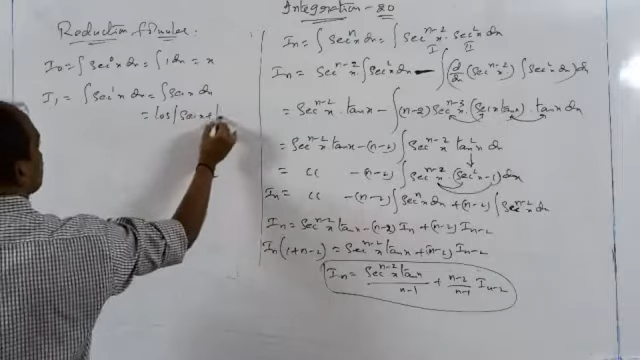 Integration - 20
Reduction formulae:
I₀ = ∫ sec⁰x dx = ∫ 1 dx = x
I₁ = ∫ sec¹x dx = ∫ sec x dx
= log | sec x +
Iₙ = ∫ secⁿx dx = ∫ secⁿ⁻²x · sec²x dx
I II
Iₙ = secⁿ⁻²x ∫ sec²x dx - ∫ (d/dx (secⁿ⁻²x) ∫ sec²x dx) dx
= secⁿ⁻²x · tan x - ∫ (n-2) secⁿ⁻³x · (sec x tan x) · tan x dx
= secⁿ⁻²x tan x - (n-2) ∫ secⁿ⁻²x tan²x dx
= " - (n-2) ∫ secⁿ⁻²x · (sec²x - 1) dx
Iₙ = " - (n-2) ∫ secⁿx dx + (n-2) ∫ secⁿ⁻²x dx
Iₙ = secⁿ⁻²x tan x - (n-2) Iₙ + (n-2) Iₙ₋₂
Iₙ (1+n-2) = secⁿ⁻²x tan x + (n-2) Iₙ₋₂
Iₙ = secⁿ⁻²x tan x / n-1 + n-2 / n-1 Iₙ₋₂